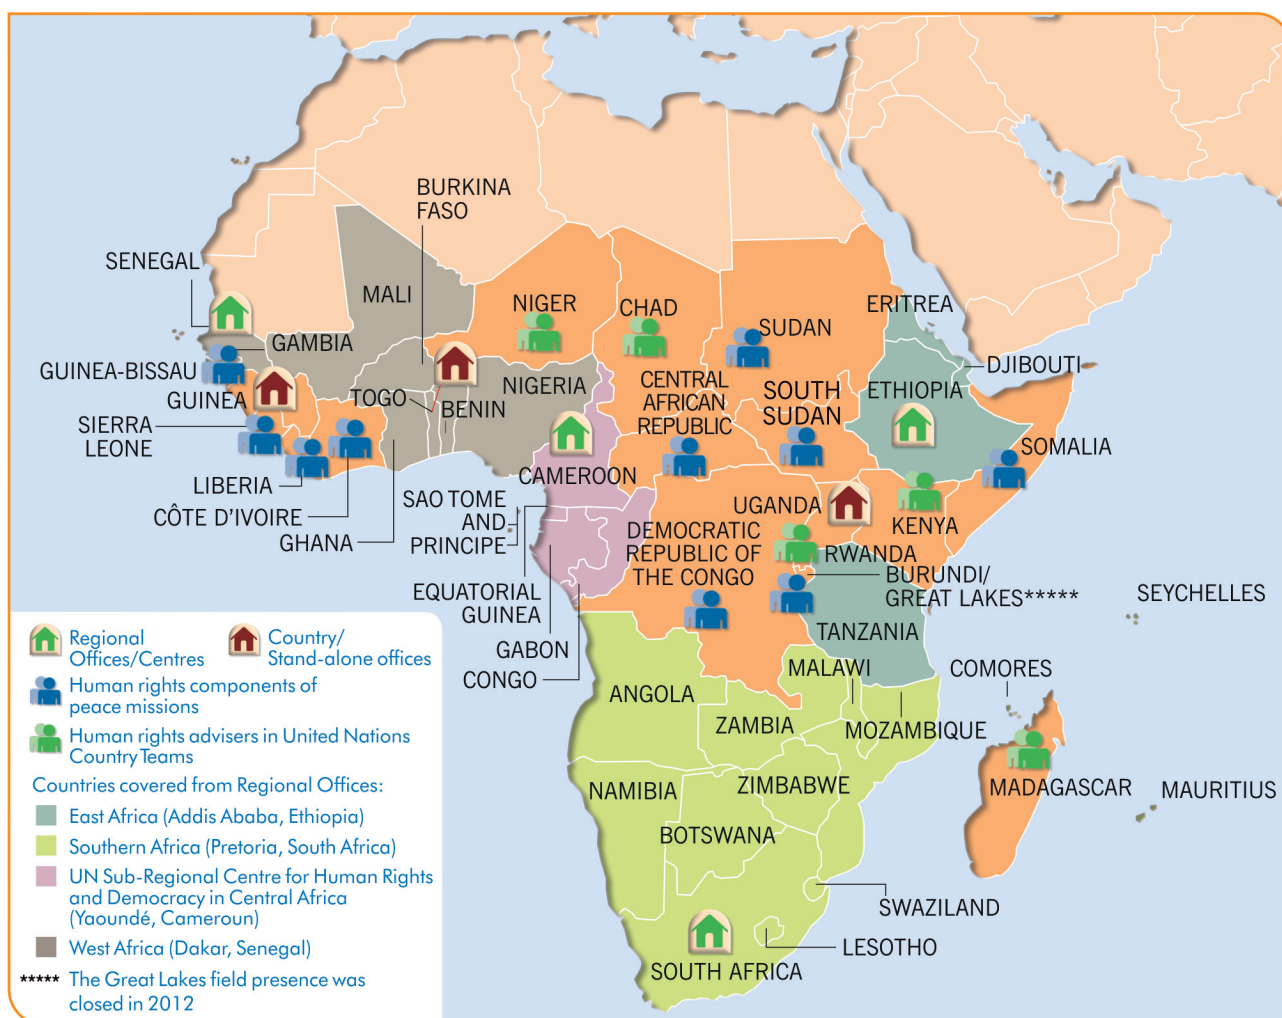 BURKINA
FASO
SENEGAL
MALI
NIGER
CHAD
SUDAN
ERITREA
GAMBIA
DJIBOUTI
GUINEA-BISSAU
NIGERIA
CENTRAL
AFRICAN
REPUBLIC
SOUTH
SUDAN
ETHIOPIA
GUINEA
TOGO
BENIN
SIERRA
LEONE
SOMALIA
LIBERIA
CAMEROON
CÔTE D'IVOIRE
SAO TOME
AND
PRINCIPE
UGANDA
KENYA
GHANA
DEMOCRATIC
REPUBLIC OF
THE CONGO
RWANDA
BURUNDI/
GREAT LAKES*****
EQUATORIAL
GUINEA
SEYCHELLES
GABON
TANZANIA
CONGO
MALAWI
COMORES
ANGOLA
ZAMBIA
MOZAMBIQUE
NAMIBIA
ZIMBABWE
MADAGASCAR
MAURITIUS
BOTSWANA
SWAZILAND
LESOTHO
SOUTH AFRICA
Regional
Offices/Centres
Country/
Stand-alone offices
Human rights components of
peace missions
Human rights advisers in United Nations
Country Teams
Countries covered from Regional Offices:
East Africa (Addis Ababa, Ethiopia)
Southern Africa (Pretoria, South Africa)
UN Sub-Regional Centre for Human Rights
and Democracy in Central Africa
(Yaoundé, Cameroun)
West Africa (Dakar, Senegal)
***** The Great Lakes field presence was
closed in 2012